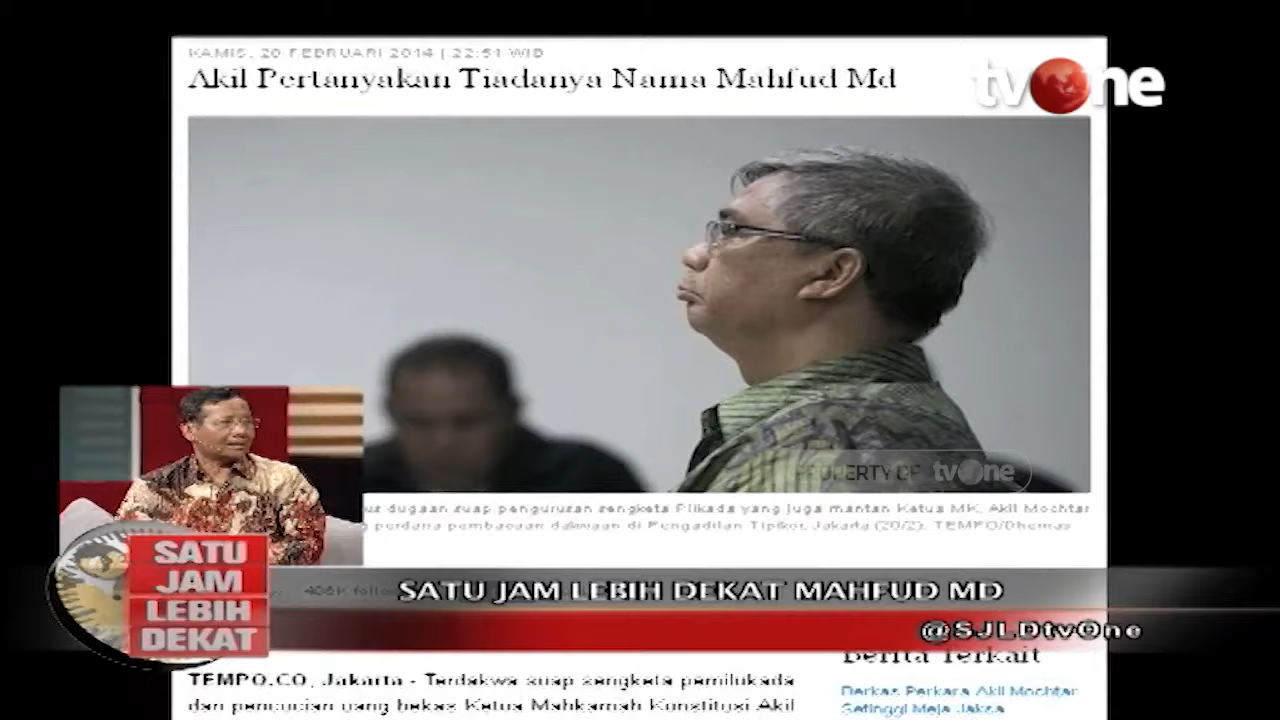 KAMIS, 20 FEBRUARI 2014 | 22:51 WIB
Akil Pertanyakan Tiadanya Nama Mahfud Md
tvOne
PROPERTY OF tvOne
dugaan suap pengurusan sengketa Pilkada yang juga mantan Ketua MK, Akil Mochtar
perdana pembacaan dakwaan di Pengadilan Tipikor, Jakarta (20/2). TEMPO/Dhemas
SATU
JAM
LEBIH
DEKAT
SATU JAM LEBIH DEKAT MAHFUD MD
@SJLDtvOne
Berita Terkait
TEMPO.CO, Jakarta - Terdakwa suap sengketa pemilukada
dan pencucian uang bekas Ketua Mahkamah Konstitusi Akil
Berkas Perkara Akil Mochtar
Setinggi Meja Jaksa